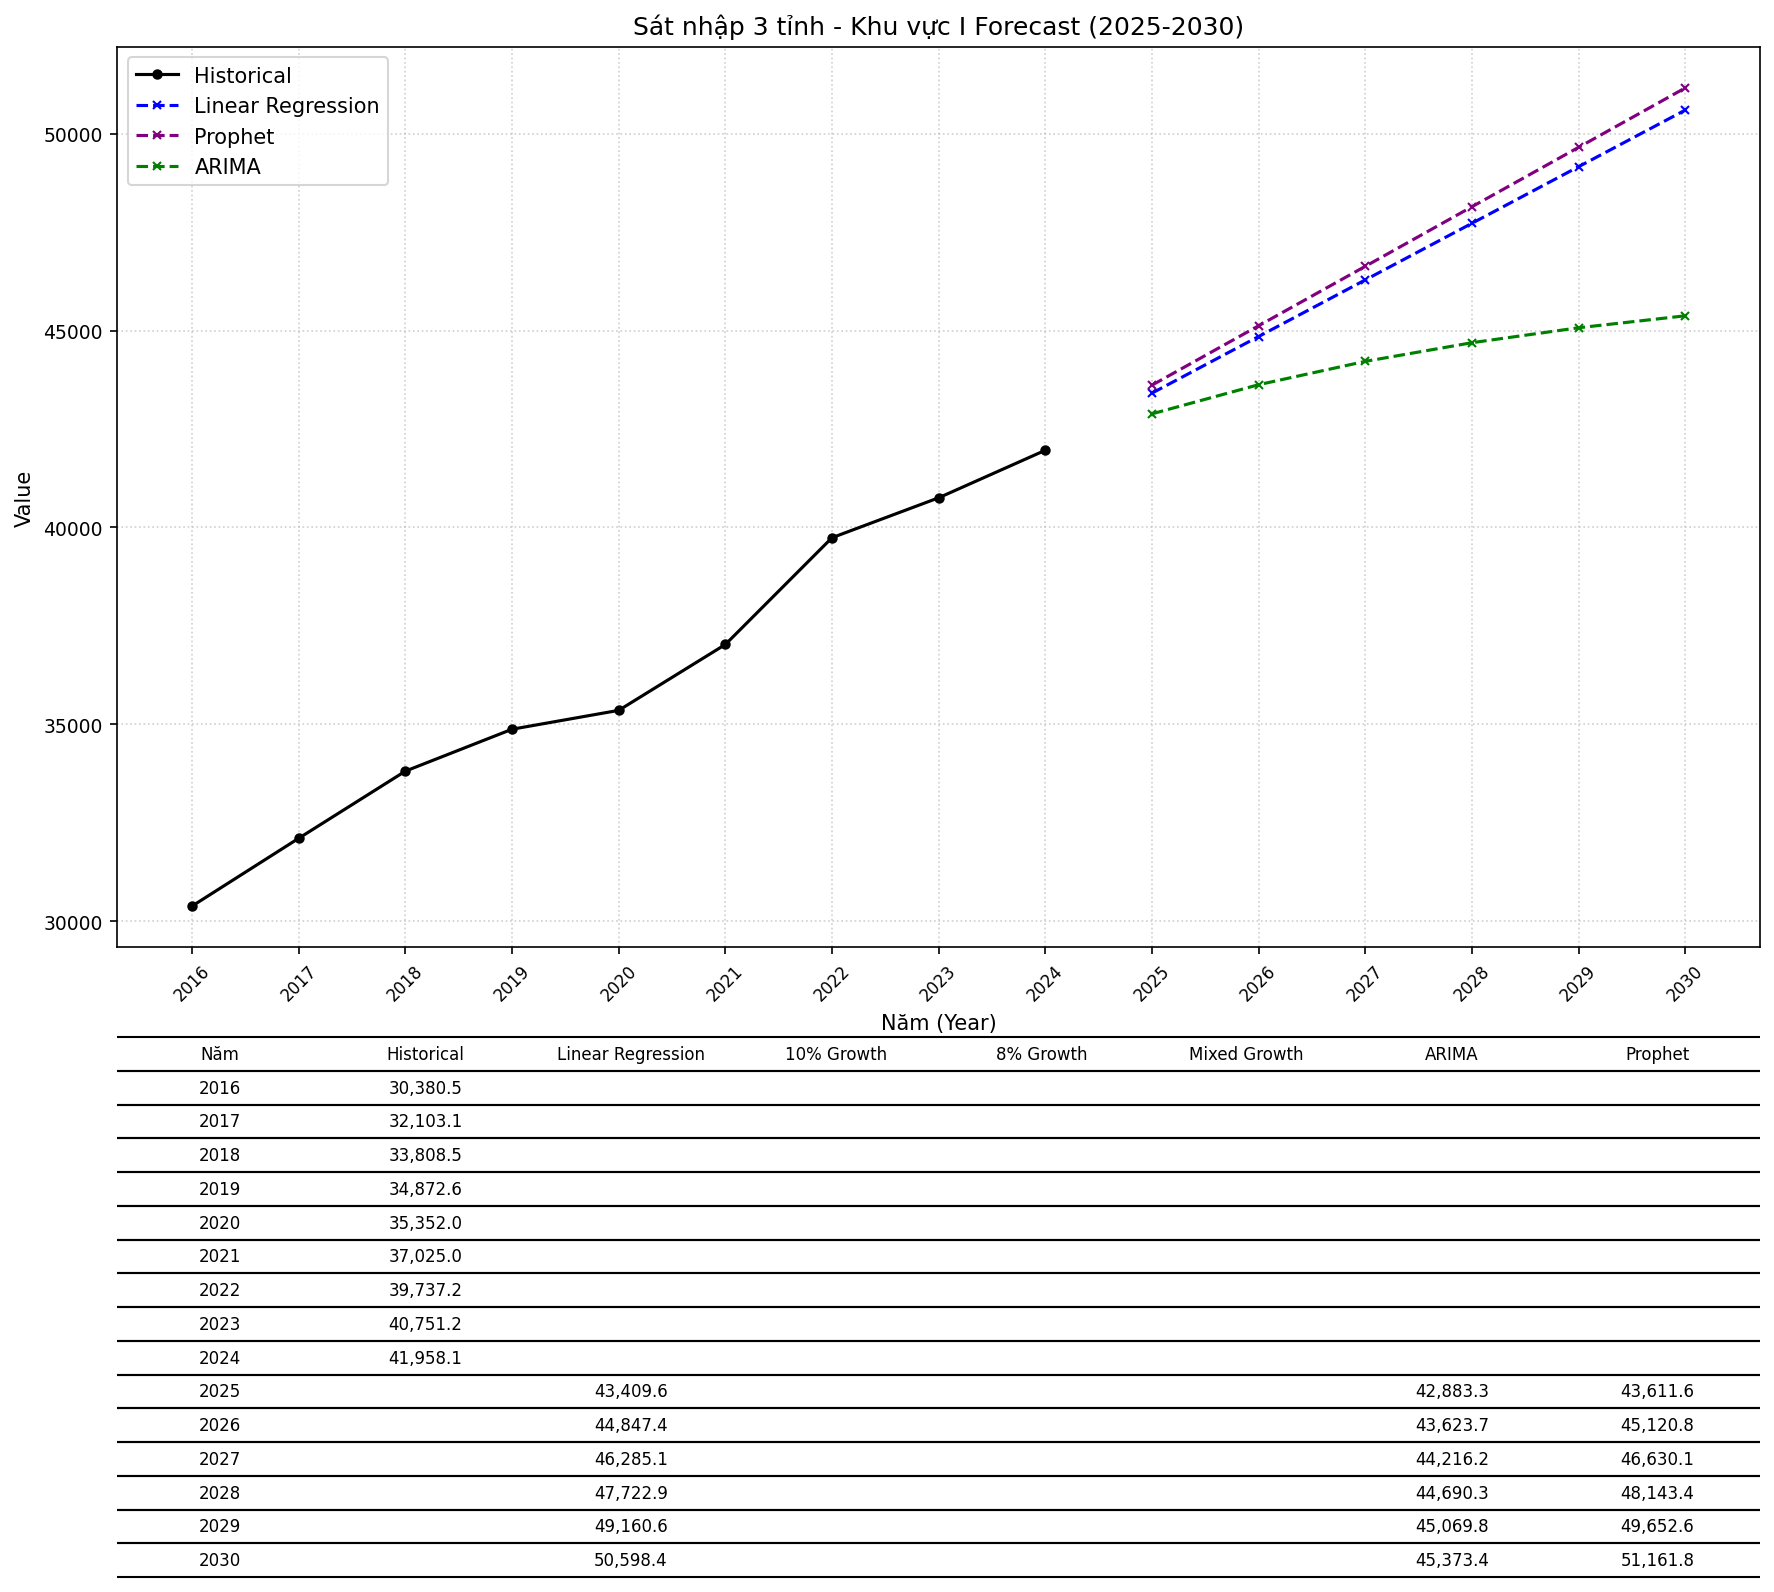 Sát nhập 3 tỉnh - Khu vực I Forecast (2025-2030)
Historical
Linear Regression
Prophet
ARIMA
Value
50000
45000
40000
35000
30000
2016 2017 2018 2019 2020 2021 2022 2023 2024 2025 2026 2027 2028 2029 2030
Năm (Year)
Năm Historical Linear Regression 10% Growth 8% Growth Mixed Growth ARIMA Prophet
2016 30,380.5
2017 32,103.1
2018 33,808.5
2019 34,872.6
2020 35,352.0
2021 37,025.0
2022 39,737.2
2023 40,751.2
2024 41,958.1
2025 43,409.6 42,883.3 43,611.6
2026 44,847.4 43,623.7 45,120.8
2027 46,285.1 44,216.2 46,630.1
2028 47,722.9 44,690.3 48,143.4
2029 49,160.6 45,069.8 49,652.6
2030 50,598.4 45,373.4 51,161.8